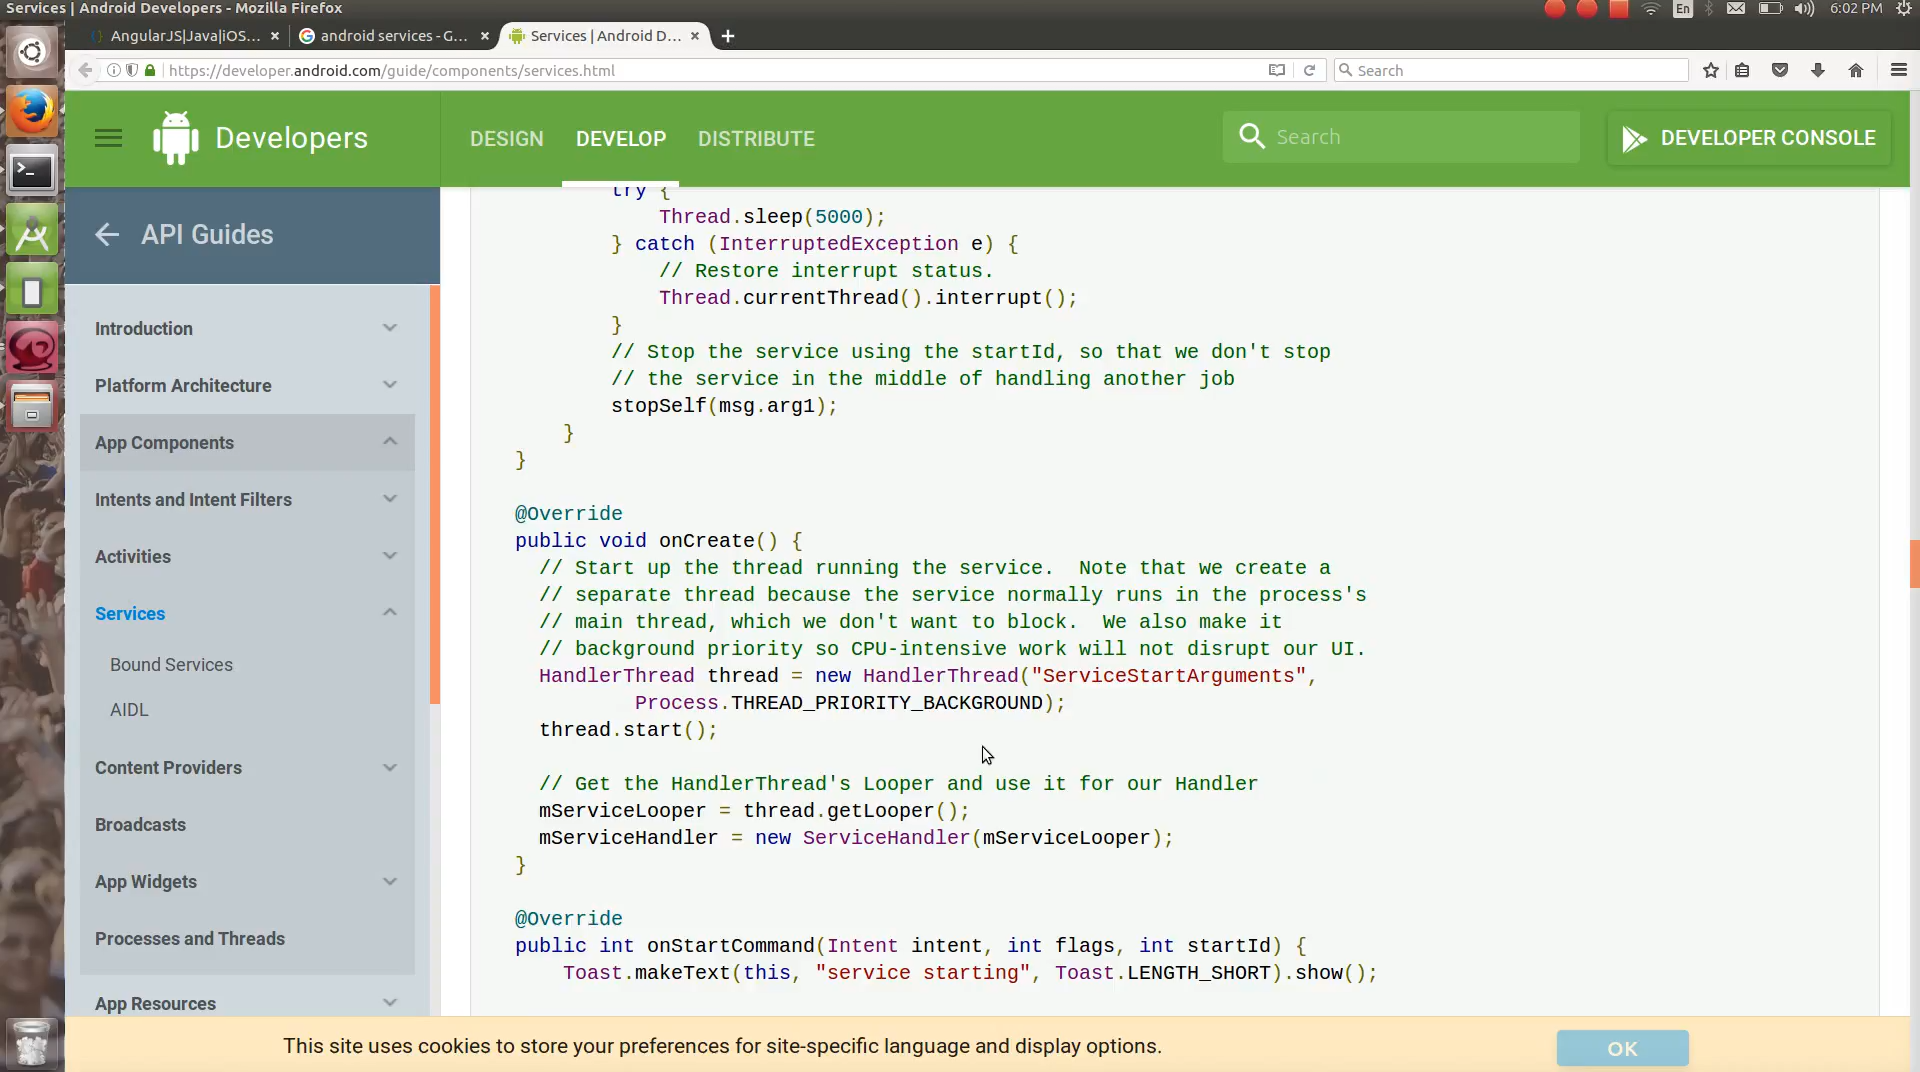 Services | Android Developers - Mozilla Firefox
En
6:02 PM
AngularJS|Java|iOS...
android services - G...
Services | Android D...
https://developer.android.com/guide/components/services.html
Search
Developers
DESIGN
DEVELOP
DISTRIBUTE
Search
DEVELOPER CONSOLE
API Guides
Introduction
Platform Architecture
App Components
Intents and Intent Filters
Activities
Services
Bound Services
AIDL
Content Providers
Broadcasts
App Widgets
Processes and Threads
App Resources
try {
Thread.sleep(5000);
} catch (InterruptedException e) {
// Restore interrupt status.
Thread.currentThread().interrupt();
}
// Stop the service using the startId, so that we don't stop
// the service in the middle of handling another job
stopSelf(msg.arg1);
}
}
@Override
public void onCreate() {
// Start up the thread running the service.  Note that we create a
// separate thread because the service normally runs in the process's
// main thread, which we don't want to block.  We also make it
// background priority so CPU-intensive work will not disrupt our UI.
HandlerThread thread = new HandlerThread("ServiceStartArguments",
Process.THREAD_PRIORITY_BACKGROUND);
thread.start();
// Get the HandlerThread's Looper and use it for our Handler
mServiceLooper = thread.getLooper();
mServiceHandler = new ServiceHandler(mServiceLooper);
}
@Override
public int onStartCommand(Intent intent, int flags, int startId) {
Toast.makeText(this, "service starting", Toast.LENGTH_SHORT).show();
This site uses cookies to store your preferences for site-specific language and display options.
OK